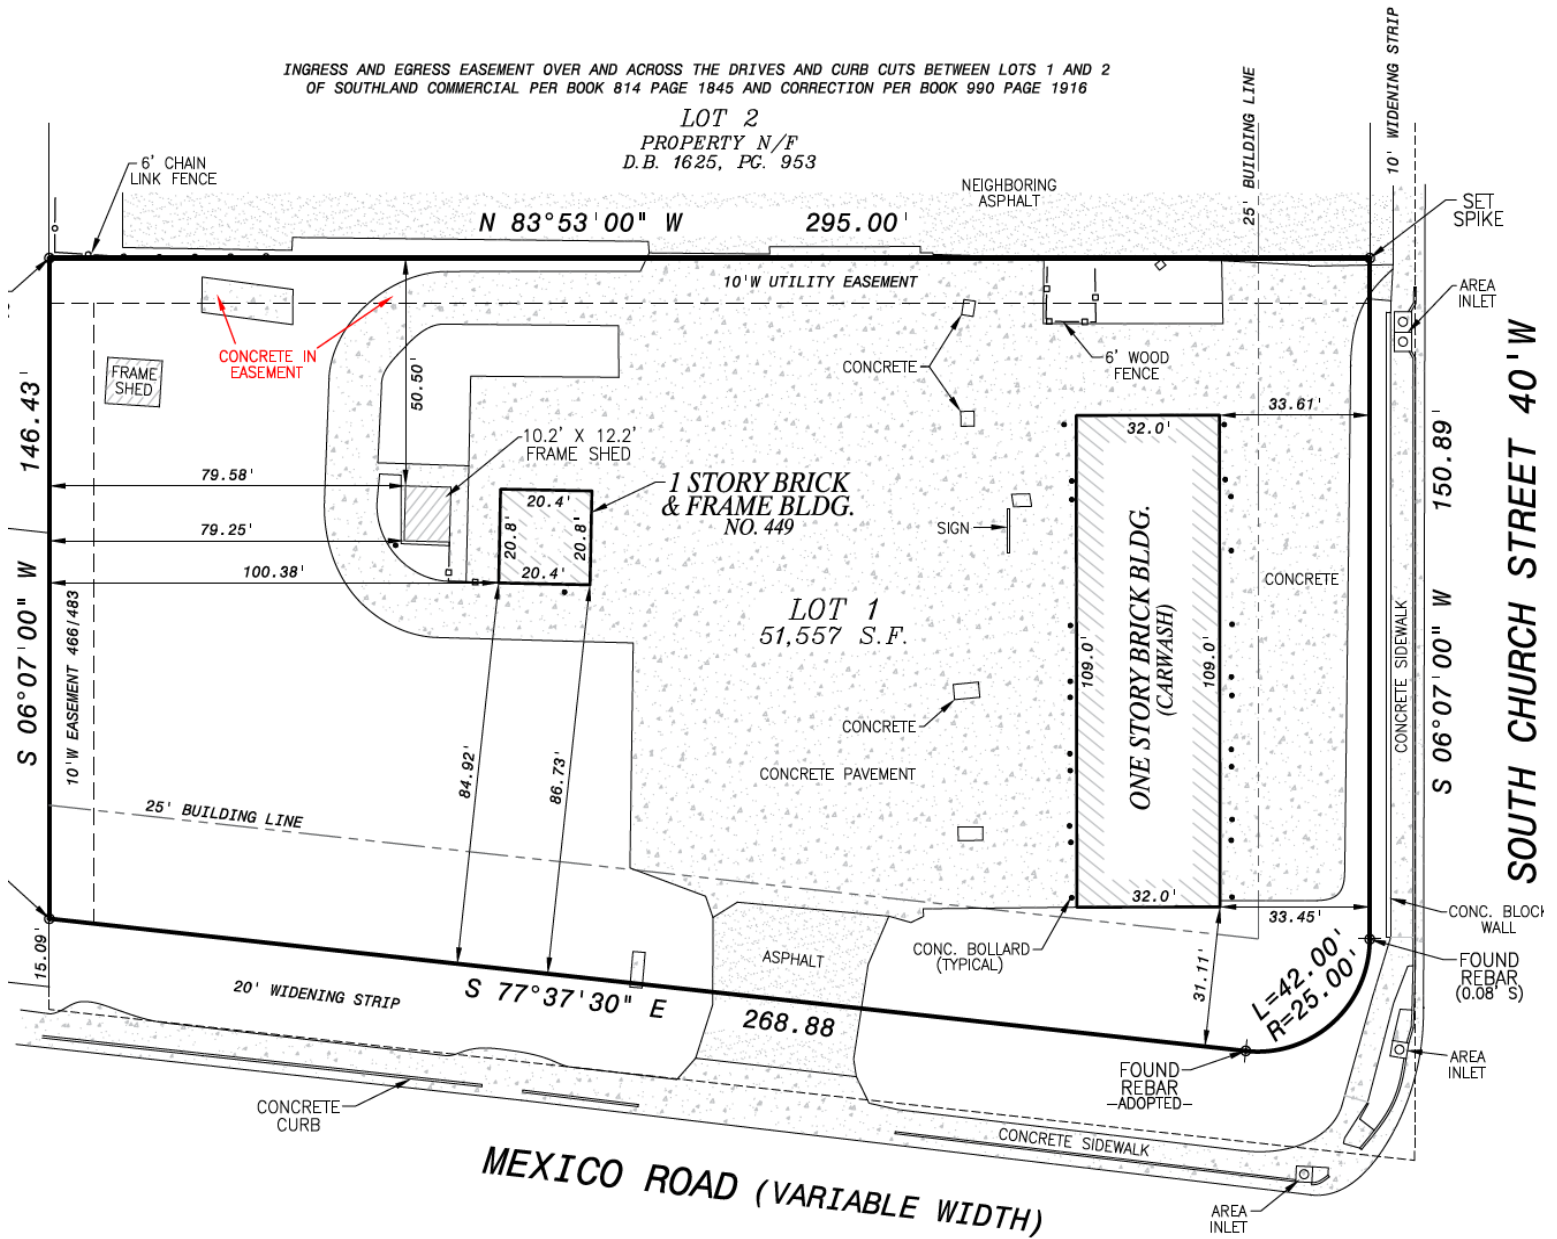 INGRESS AND EGRESS EASEMENT OVER AND ACROSS THE DRIVES AND CURB CUTS BETWEEN LOTS 1 AND 2
OF SOUTHLAND COMMERCIAL PER BOOK 814 PAGE 1845 AND CORRECTION PER BOOK 990 PAGE 1916
LOT 2
PROPERTY N/F
D.B. 1625, PG. 953
25' BUILDING LINE
10' WIDENING STRIP
6' CHAIN
LINK FENCE
NEIGHBORING
ASPHALT
N 83°53'00" W
295.00'
SET
SPIKE
10'W UTILITY EASEMENT
AREA
INLET
CONCRETE IN
EASEMENT
FRAME
SHED
50.50'
CONCRETE
6' WOOD
FENCE
146.43'
S 06°07'00" W
33.61'
32.0'
150.89'
S 06°07'00" W
SOUTH CHURCH STREET 40'W
10.2' X 12.2'
FRAME SHED
79.58'
1 STORY BRICK
& FRAME BLDG.
NO. 449
20.4'
20.8'
20.8'
20.4'
79.25'
100.38'
SIGN
CONCRETE
LOT 1
51,557 S.F.
10'W EASEMENT 466/483
109.0'
ONE STORY BRICK BLDG.
(CARWASH)
109.0'
CONCRETE SIDEWALK
CONCRETE
84.92'
86.73'
CONCRETE PAVEMENT
25' BUILDING LINE
32.0'
33.45'
CONC. BLOCK
WALL
15.09'
ASPHALT
CONC. BOLLARD
(TYPICAL)
31.11'
L=42.00'
R=25.00'
FOUND
REBAR
(0.08' S)
20' WIDENING STRIP
S 77°37'30" E
268.88
FOUND
REBAR
ADOPTED
AREA
INLET
CONCRETE
CURB
CONCRETE SIDEWALK
MEXICO ROAD (VARIABLE WIDTH)
AREA
INLET